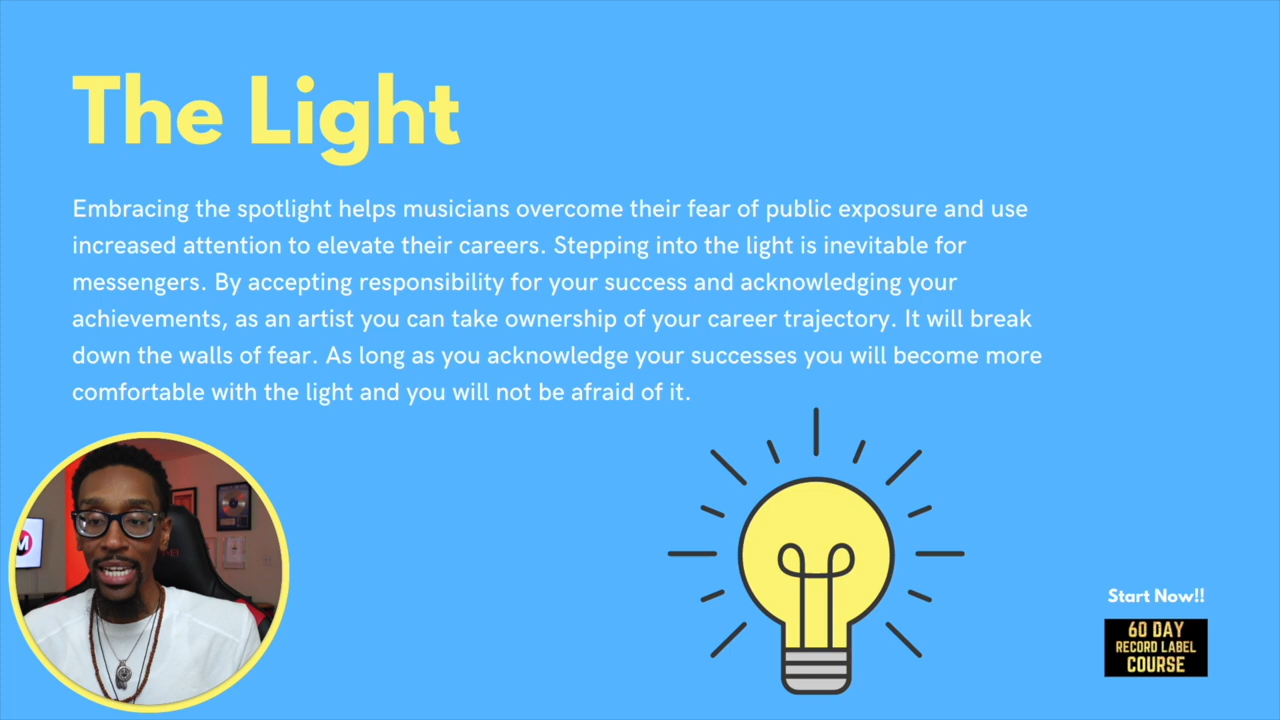 The Light
Embracing the spotlight helps musicians overcome their fear of public exposure and use
increased attention to elevate their careers. Stepping into the light is inevitable for
messengers. By accepting responsibility for your success and acknowledging your
achievements, as an artist you can take ownership of your career trajectory. It will break
down the walls of fear. As long as you acknowledge your successes you will become more
comfortable with the light and you will not be afraid of it.
M
Start Now!!
60 DAY
RECORD LABEL
COURSE